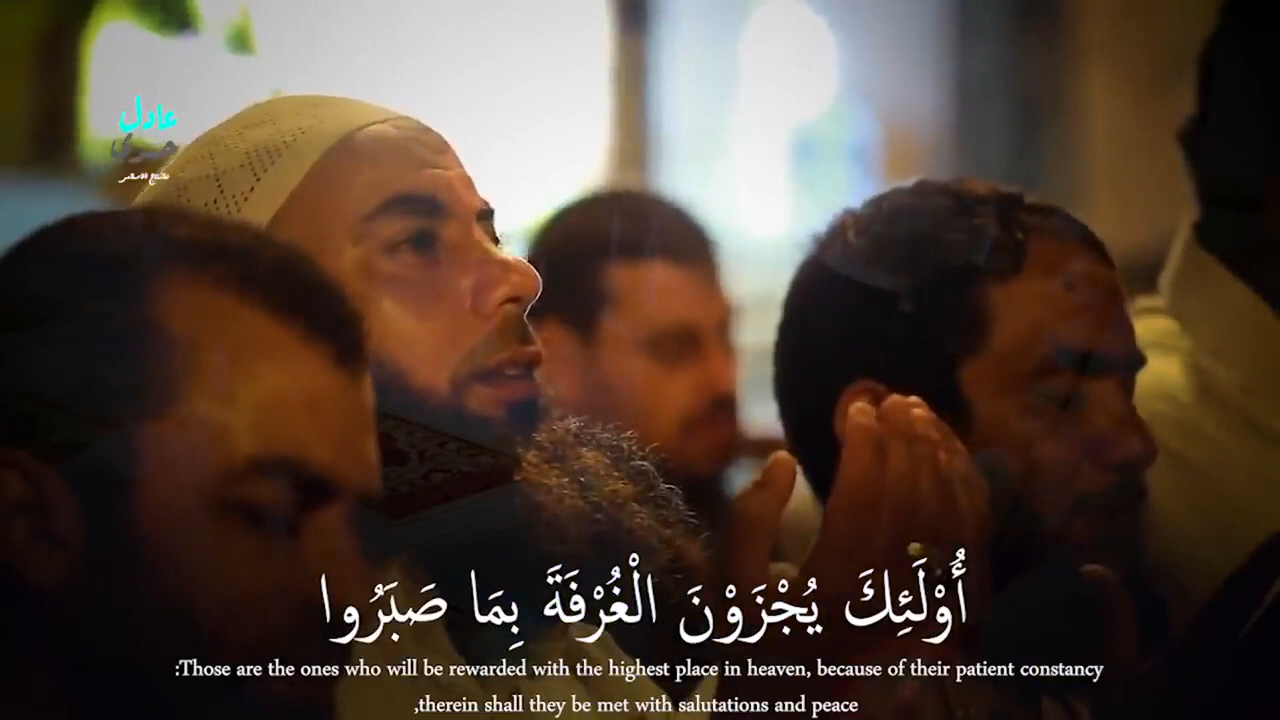 عادل
أُوْلَئِكَ يُجْزَوْنَ الْغُرْفَةَ بِمَا صَبَرُوا
:Those are the ones who will be rewarded with the highest place in heaven, because of their patient constancy
,therein shall they be met with salutations and peace